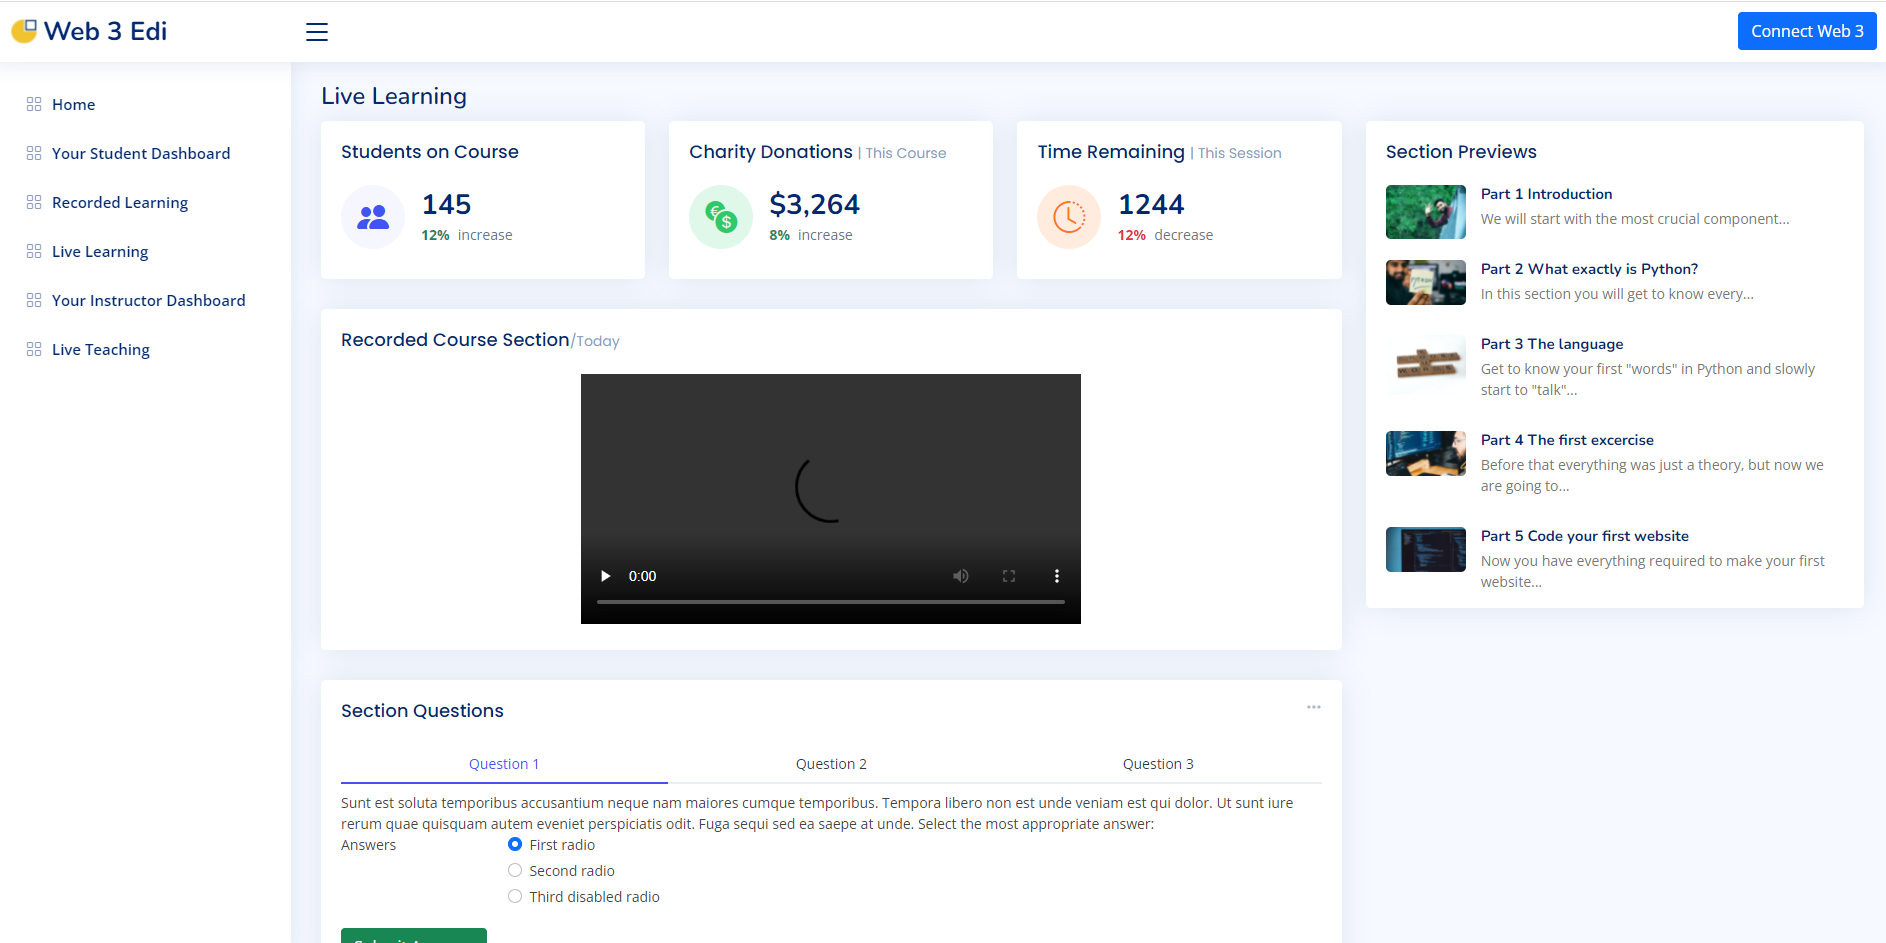 Web 3 Edi
Connect Web 3
Home
Your Student Dashboard
Recorded Learning
Live Learning
Your Instructor Dashboard
Live Teaching
Live Learning
Students on Course
145
12% increase
Charity Donations | This Course
$3,264
8% increase
Time Remaining | This Session
1244
12% decrease
Recorded Course Section/Today
0:00
Section Questions
Question 1
Question 2
Question 3
Sunt est soluta temporibus accusantium neque nam maiores cumque temporibus. Tempora libero non est unde veniam est qui dolor. Ut sunt iure
rerum quae quisquam autem eveniet perspiciatis odit. Fuga sequi sed ea saepe at unde. Select the most appropriate answer:
Answers
First radio
Second radio
Third disabled radio
Section Previews
Part 1 Introduction
We will start with the most crucial component...
Part 2 What exactly is Python?
In this section you will get to know every...
Part 3 The language
Get to know your first "words" in Python and slowly
start to "talk"...
Part 4 The first excercise
Before that everything was just a theory, but now we
are going to...
Part 5 Code your first website
Now you have everything required to make your first
website...